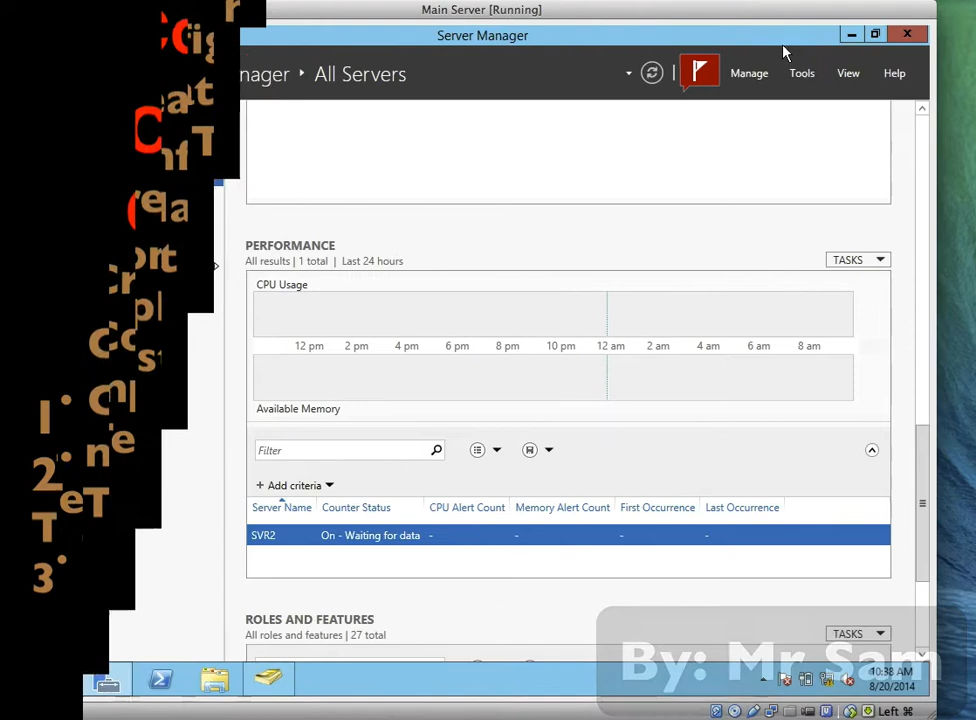 Main Server [Running]
Server Manager
nager ‣ All Servers
Manage Tools View Help
PERFORMANCE
All results | 1 total | Last 24 hours
TASKS
CPU Usage
12 pm 2 pm 4 pm 6 pm 8 pm 10 pm 12 am 2 am 4 am 6 am 8 am
Available Memory
Filter
+ Add criteria
Server Name Counter Status CPU Alert Count Memory Alert Count First Occurrence Last Occurrence
SVR2 On - Waiting for data - - - -
ROLES AND FEATURES
All roles and features | 27 total
TASKS
By: Mr Sam
10:38 AM
8/20/2014
Left ⌘
1.
2.
3.